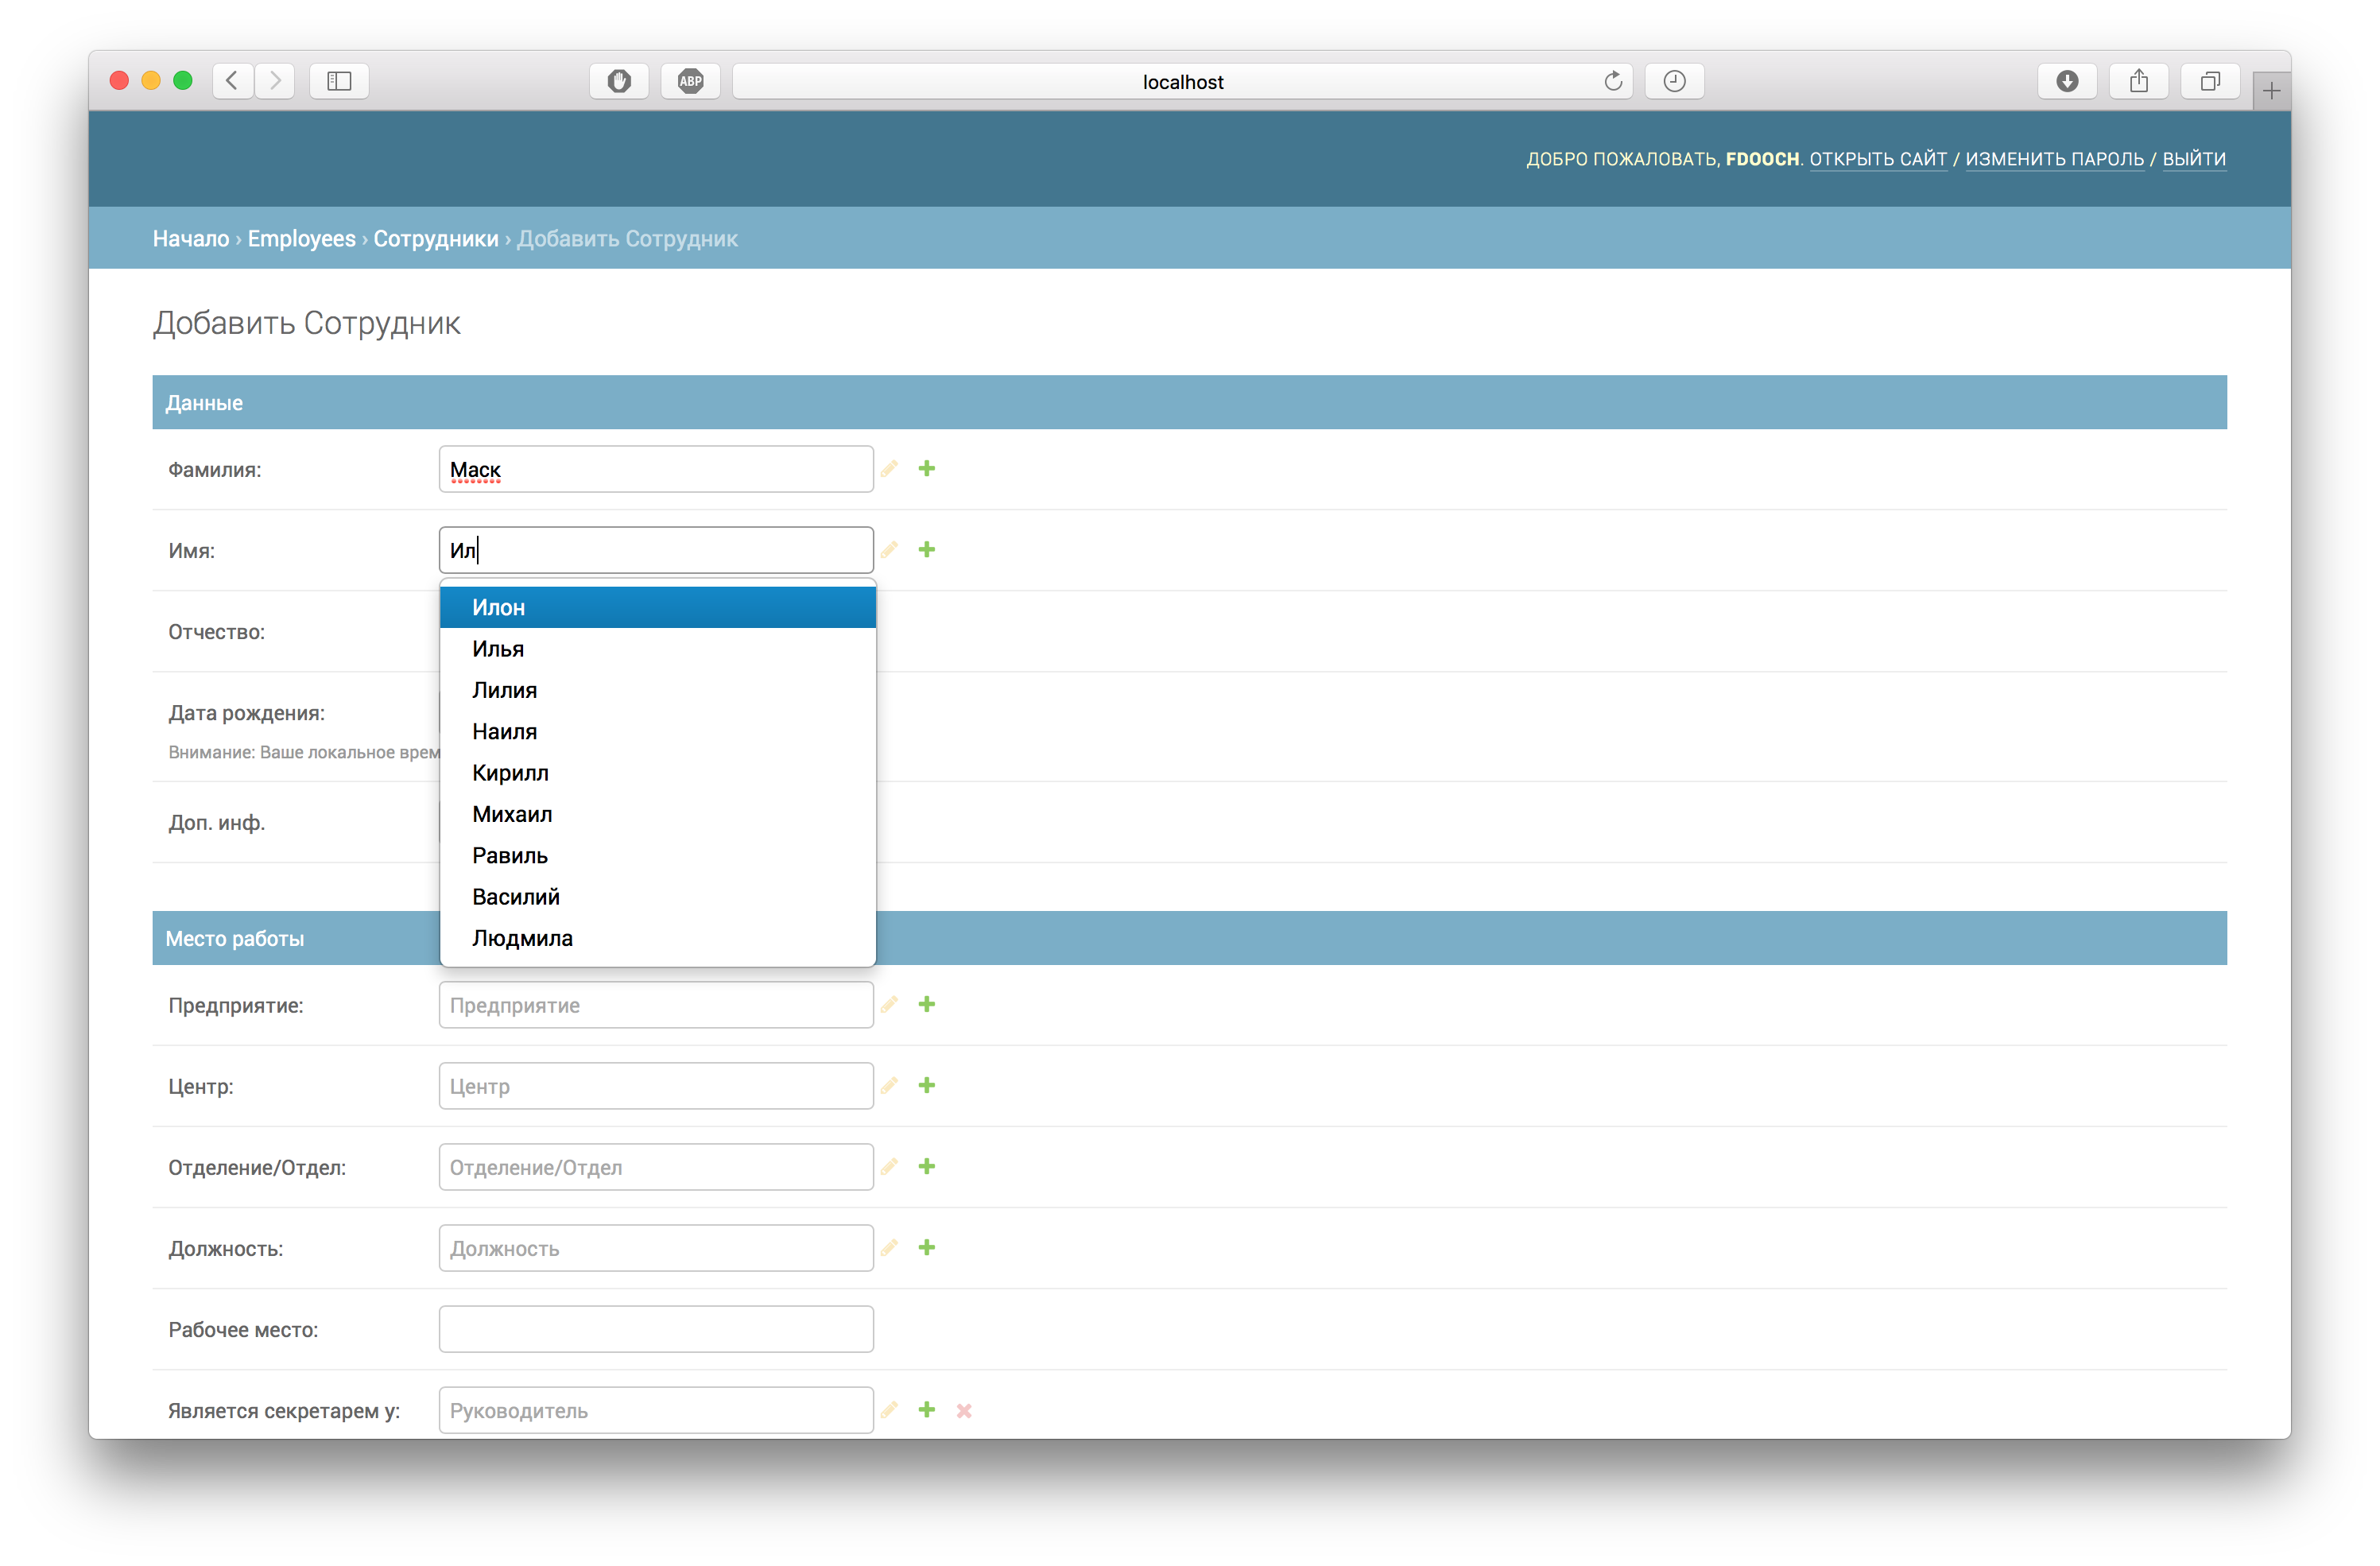 ABP
localhost
ДОБРО ПОЖАЛОВАТЬ, FDOOCH. ОТКРЫТЬ САЙТ / ИЗМЕНИТЬ ПАРОЛЬ / ВЫЙТИ
Начало › Employees › Сотрудники › Добавить Сотрудник
Добавить Сотрудник
Данные
Фамилия: Маск
Имя: Ил
Илон
Отчество:
Илья
Лилия
Дата рождения:
Наиля
Внимание: Ваше локальное врем
Кирилл
Михаил
Доп. инф.
Равиль
Василий
Место работы
Людмила
Предприятие: Предприятие
Центр: Центр
Отделение/Отдел: Отделение/Отдел
Должность: Должность
Рабочее место:
Является секретарем у: Руководитель